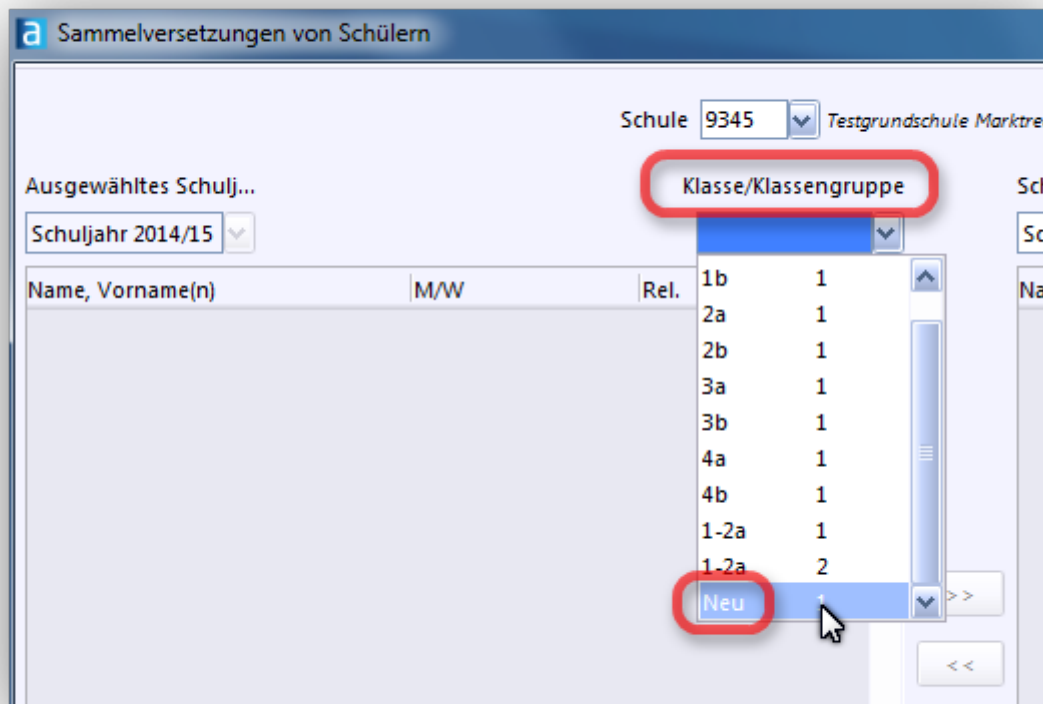 a Sammelversetzungen von Schülern
Schule 9345 Testgrundschule
Ausgewähltes Schulj...
Klasse/Klassengruppe
Schuljahr 2014/15
Name, Vorname(n) M/W Rel.
1b 1
2a 1
2b 1
3a 1
3b 1
4a 1
4b 1
1-2a 1
1-2a 2
Neu 1
>>
<<